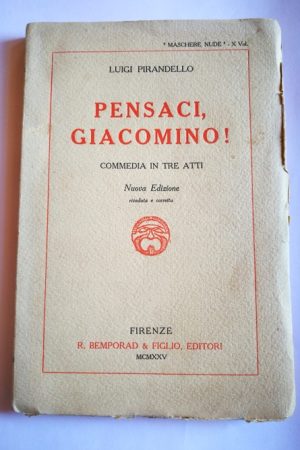 " MASCHERE NUDE " - X Vol.
LUIGI PIRANDELLO
PENSACI,
GIACOMINO!
COMMEDIA IN TRE ATTI
Nuova Edizione
riveduta e corretta
FIRENZE
R. BEMPORAD & FIGLIO, EDITORI
MCMXXV